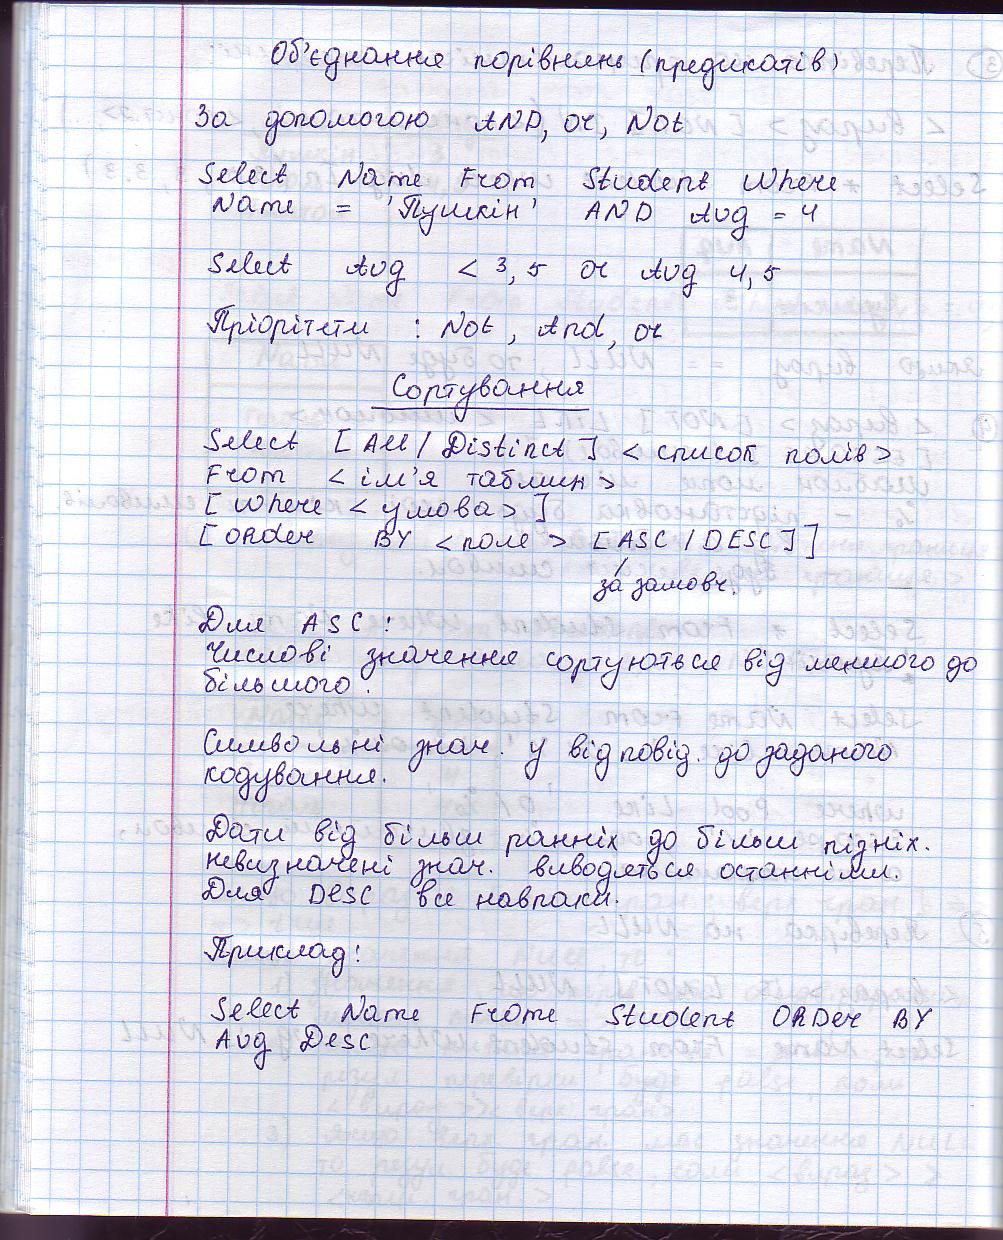 Об'єднання порівнянь (предикатів)
За допомогою AND, or, Not
Select Name From Student Where
Name = 'Пушкін' AND Avg = 4
Select Avg < 3,5 or Avg 4,5
Пріорітети : Not, And, or
Сортування
Select [All / Distinct] <список полів>
From <ім'я таблиц>
[Where <умова>]
[Order BY <поле> [ASC / DESC]]
за замовч.
Для ASC:
Числові значення сортуються від меншого до
більшого.
Символьні знач. у відповід. до заданого
кодування.
Дати від більш ранніх до більш пізніх.
невизначені знач. виводяться останніми.
Для DESC все навпаки.
Приклад:
Select Name From Student ORDer BY
Avg Desc